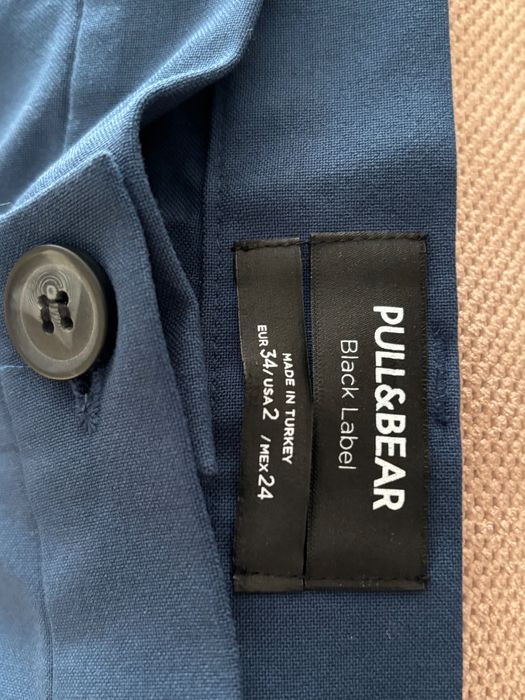 PULL&BEAR
Black Label
MADE IN TURKEY
EUR 34/USA 2 /MEX 24